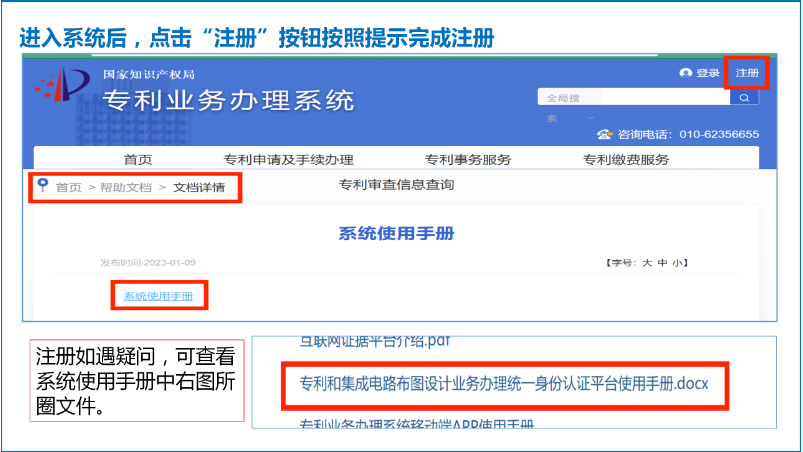 进入系统后，点击“注册”按钮按照提示完成注册
国家知识产权局
专利业务办理系统
登录 注册
全局搜
索
咨询电话：010-62356655
首页 专利申请及手续办理 专利事务服务 专利缴费服务
首页 > 帮助文档 > 文档详情 专利审查信息查询
系统使用手册
发布时间:2023-01-09 【字号：大 中 小】
系统使用手册
注册如遇疑问，可查看
系统使用手册中右图所
圈文件。
互联网证据平台介绍.pdf
专利和集成电路布图设计业务办理统一身份认证平台使用手册.docx
专利业务办理系统移动端APP使用手册